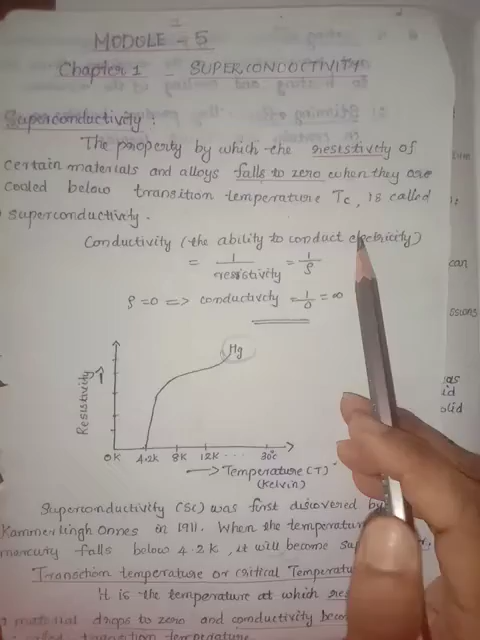 1
MODULE - 5
Chapter 1 - SUPERCONDUCTIVITY
Superconductivity :
The property by which the resistivity of
certain materials and alloys falls to zero when they are
cooled below transition temperature Tc, is called
superconductivity.
Conductivity (the ability to conduct electricity)
= 1/resistivity = 1/ρ
ρ = 0 => conductivity = 1/0 = ∞
Hg
Resistivity
0K 4.2k 8k 12k ... 30°c
Temperature (T)
(Kelvin)
Superconductivity (SC) was first discovered by
Kammerlingh Onnes in 1911. When the
mercury falls below 4.2k, it will become
Transition temperature or critical
It is the temperature at which
material drops to zero and conductivity
transition temperature